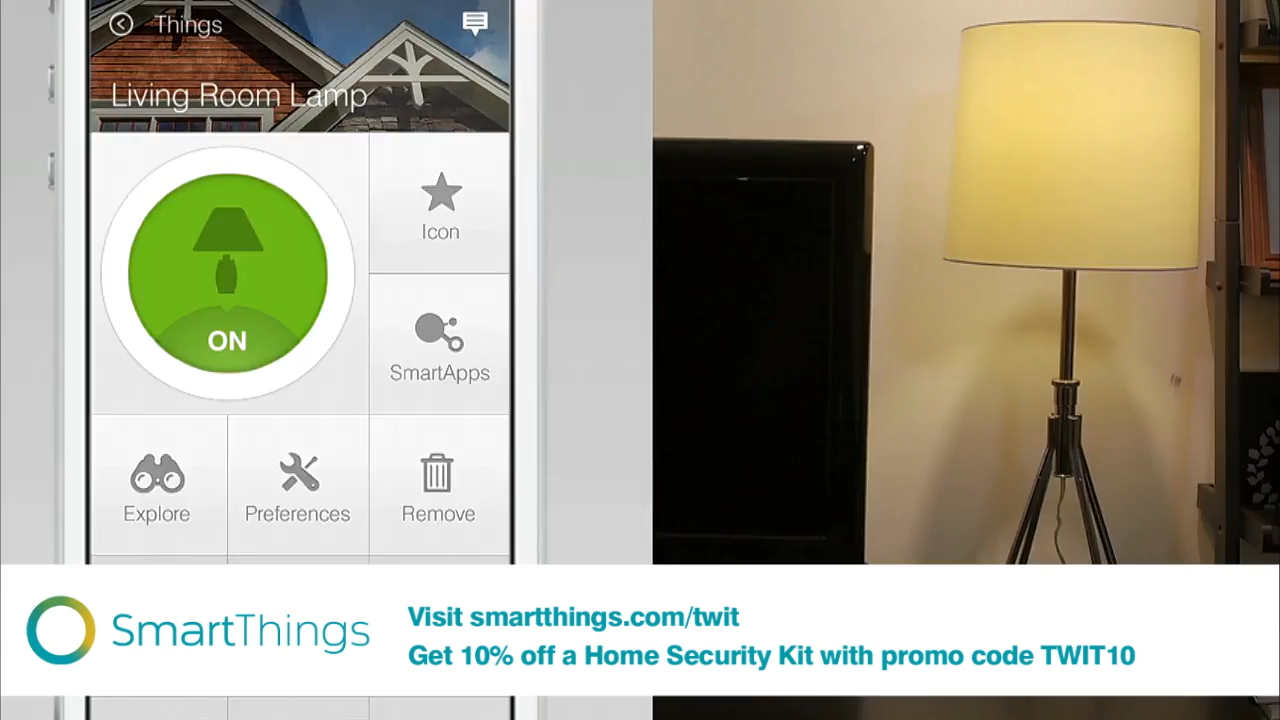 Things
Living Room Lamp
ON
Icon
SmartApps
Explore
Preferences
Remove
SmartThings
Visit smartthings.com/twit
Get 10% off a Home Security Kit with promo code TWIT10